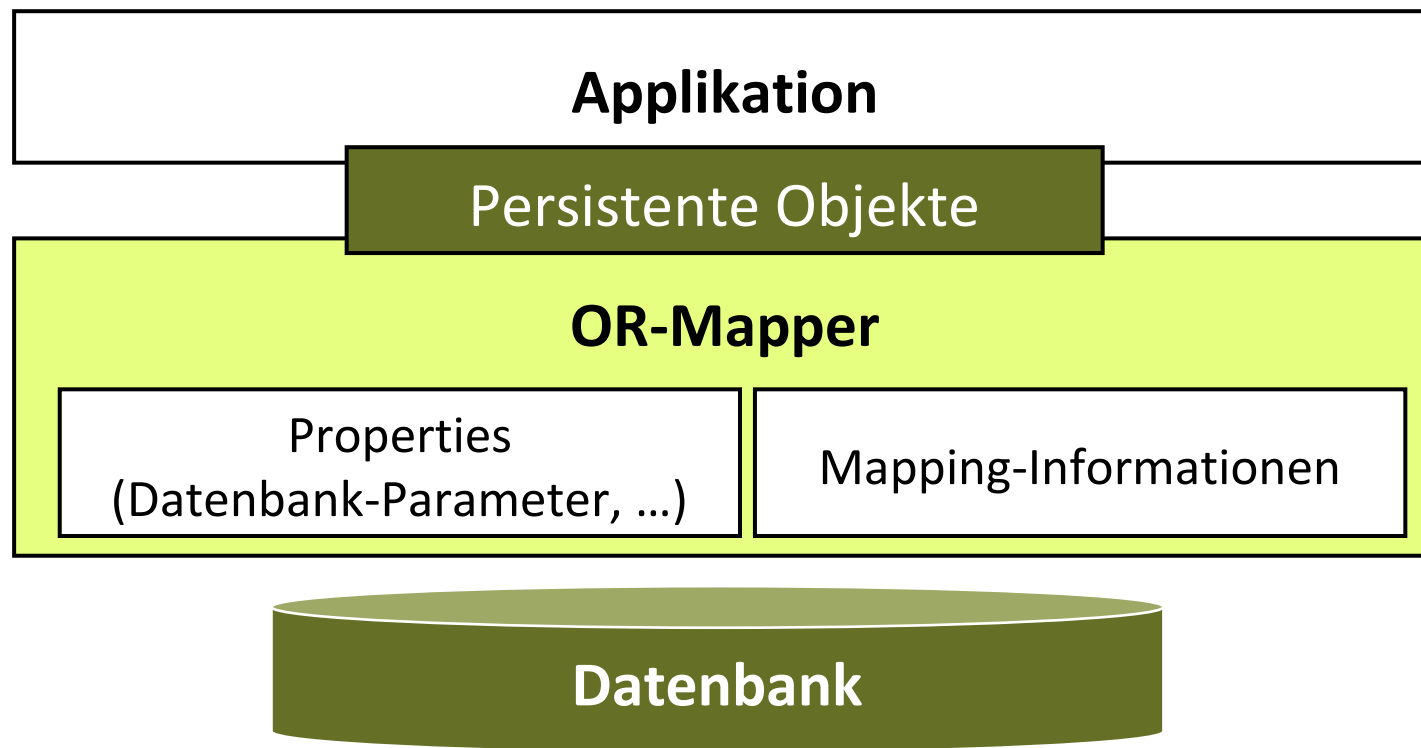 Applikation
Persistente Objekte
OR-Mapper
Properties
(Datenbank-Parameter, …)
Mapping-Informationen
Datenbank